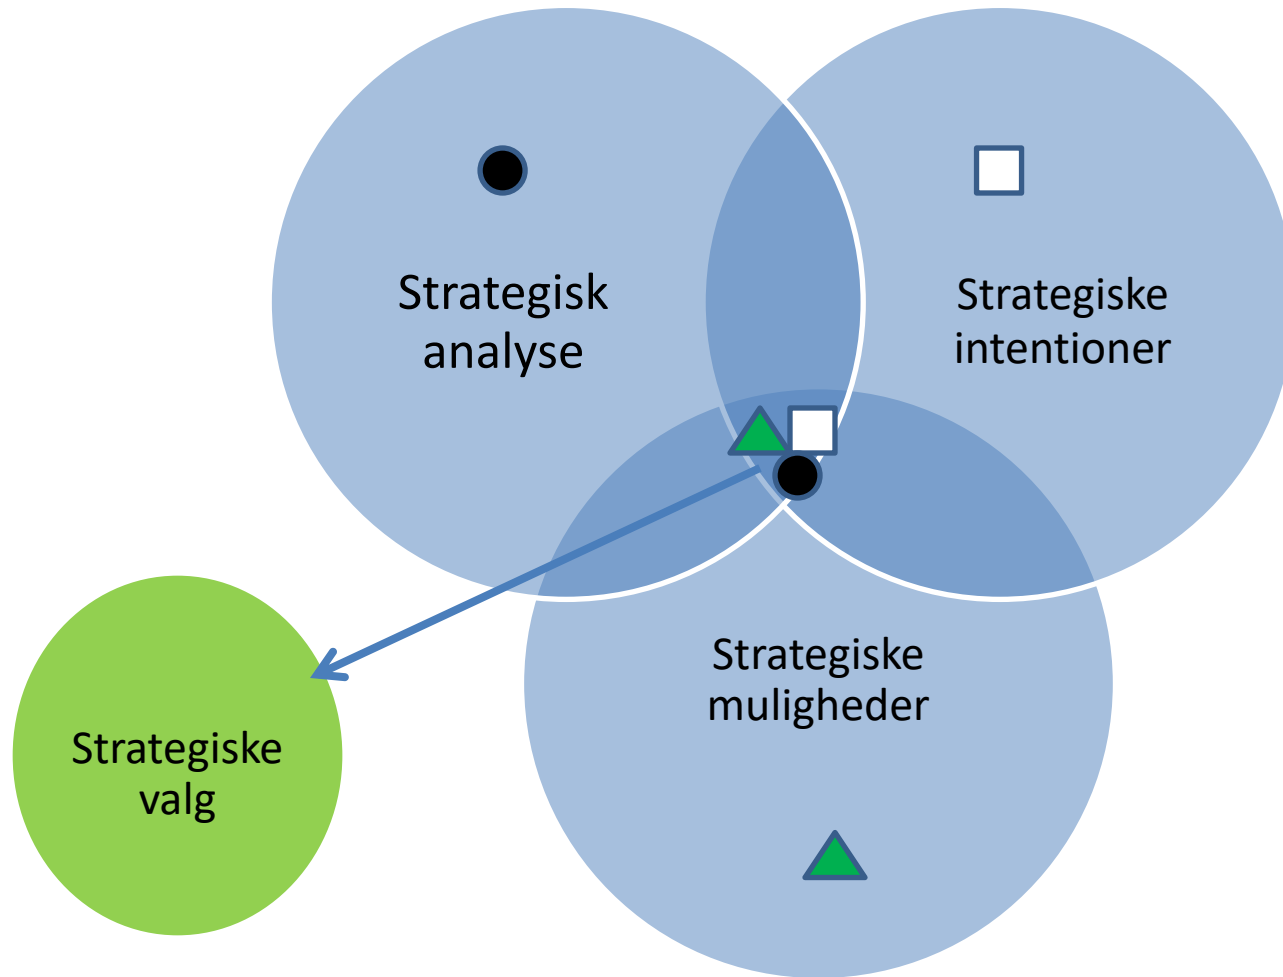 Strategisk
analyse
Strategiske
intentioner
Strategiske
muligheder
Strategiske
valg